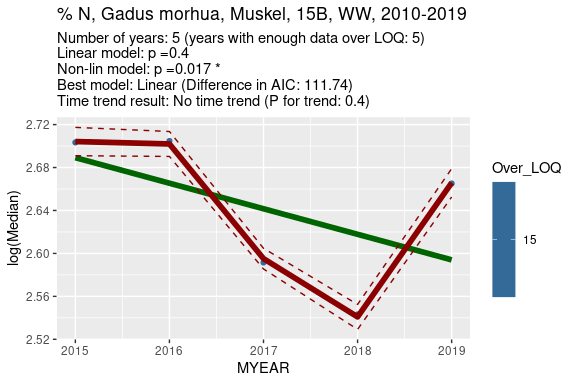 % N, Gadus morhua, Muskel, 15B, WW, 2010-2019
Number of years: 5 (years with enough data over LOQ: 5)
Linear model: p =0.4
Non-lin model: p =0.017 *
Best model: Linear (Difference in AIC: 111.74)
Time trend result: No time trend (P for trend: 0.4)
2.72
2.68
2.64
2.60
2.56
2.52
log(Median)
2015
2016
2017
2018
2019
MYEAR
Over_LOQ
15